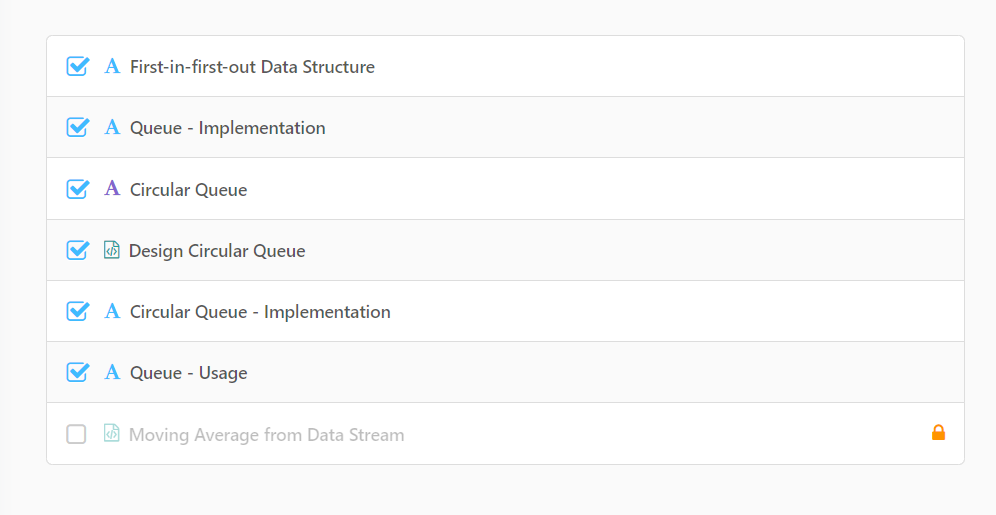 A First-in-first-out Data Structure
A Queue - Implementation
A Circular Queue
Design Circular Queue
A Circular Queue - Implementation
A Queue - Usage
Moving Average from Data Stream